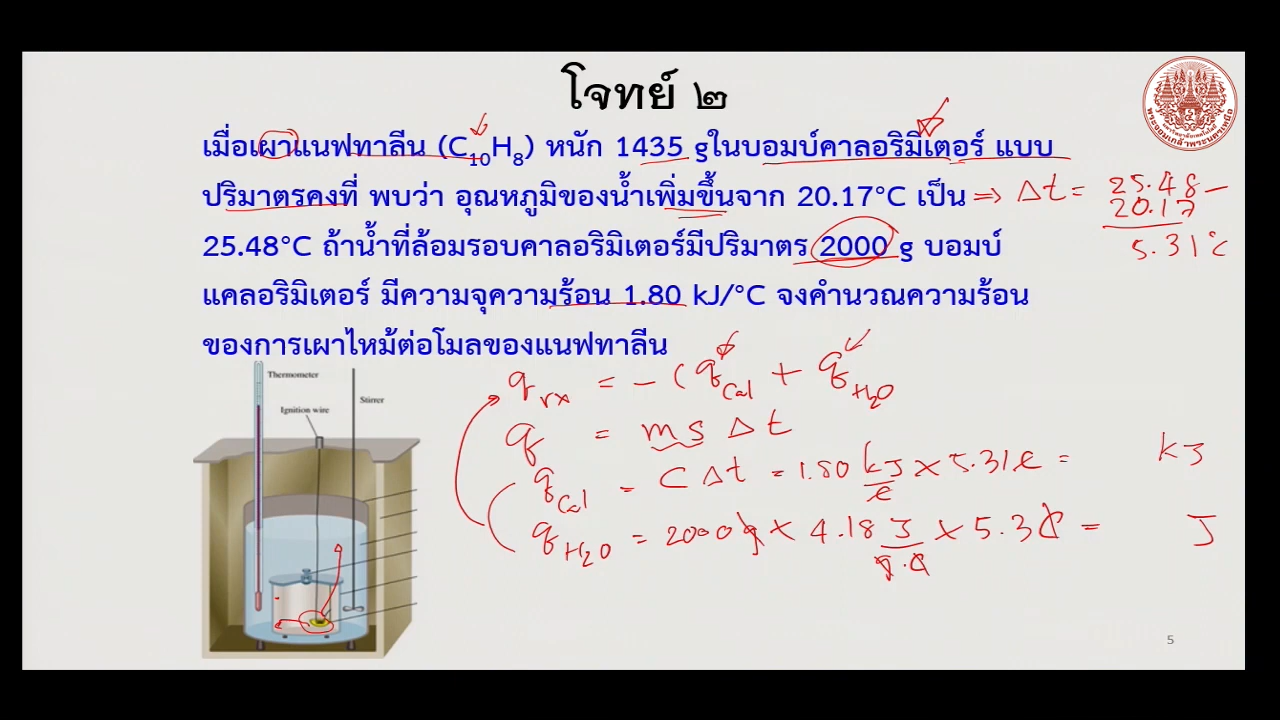 โจทย์ ๒
เมื่อเผาแนฟทาลีน (C₁₀H₈) หนัก 1435 gในบอมบ์คาลอริมิเตอร์ แบบ
ปริมาตรคงที่ พบว่า อุณหภูมิของน้ำเพิ่มขึ้นจาก 20.17°C เป็น
25.48°C ถ้าน้ำที่ล้อมรอบคาลอริมิเตอร์มีปริมาตร 2000 g บอมบ์
แคลอริมิเตอร์ มีความจุความร้อน 1.80 kJ/°C จงคำนวณความร้อน
ของการเผาไหม้ต่อโมลของแนฟทาลีน
⇒ Δt = 25.48 −
20.17
5.31°C
Thermometer
Ignition wire
Stirrer
q rx = − (q cal + q H₂O
q = ms Δt
q cal = C Δt = 1.80 kJ/C × 5.31 C = kJ
q H₂O = 2000 g × 4.18 J/g.C × 5.3 C = J
5